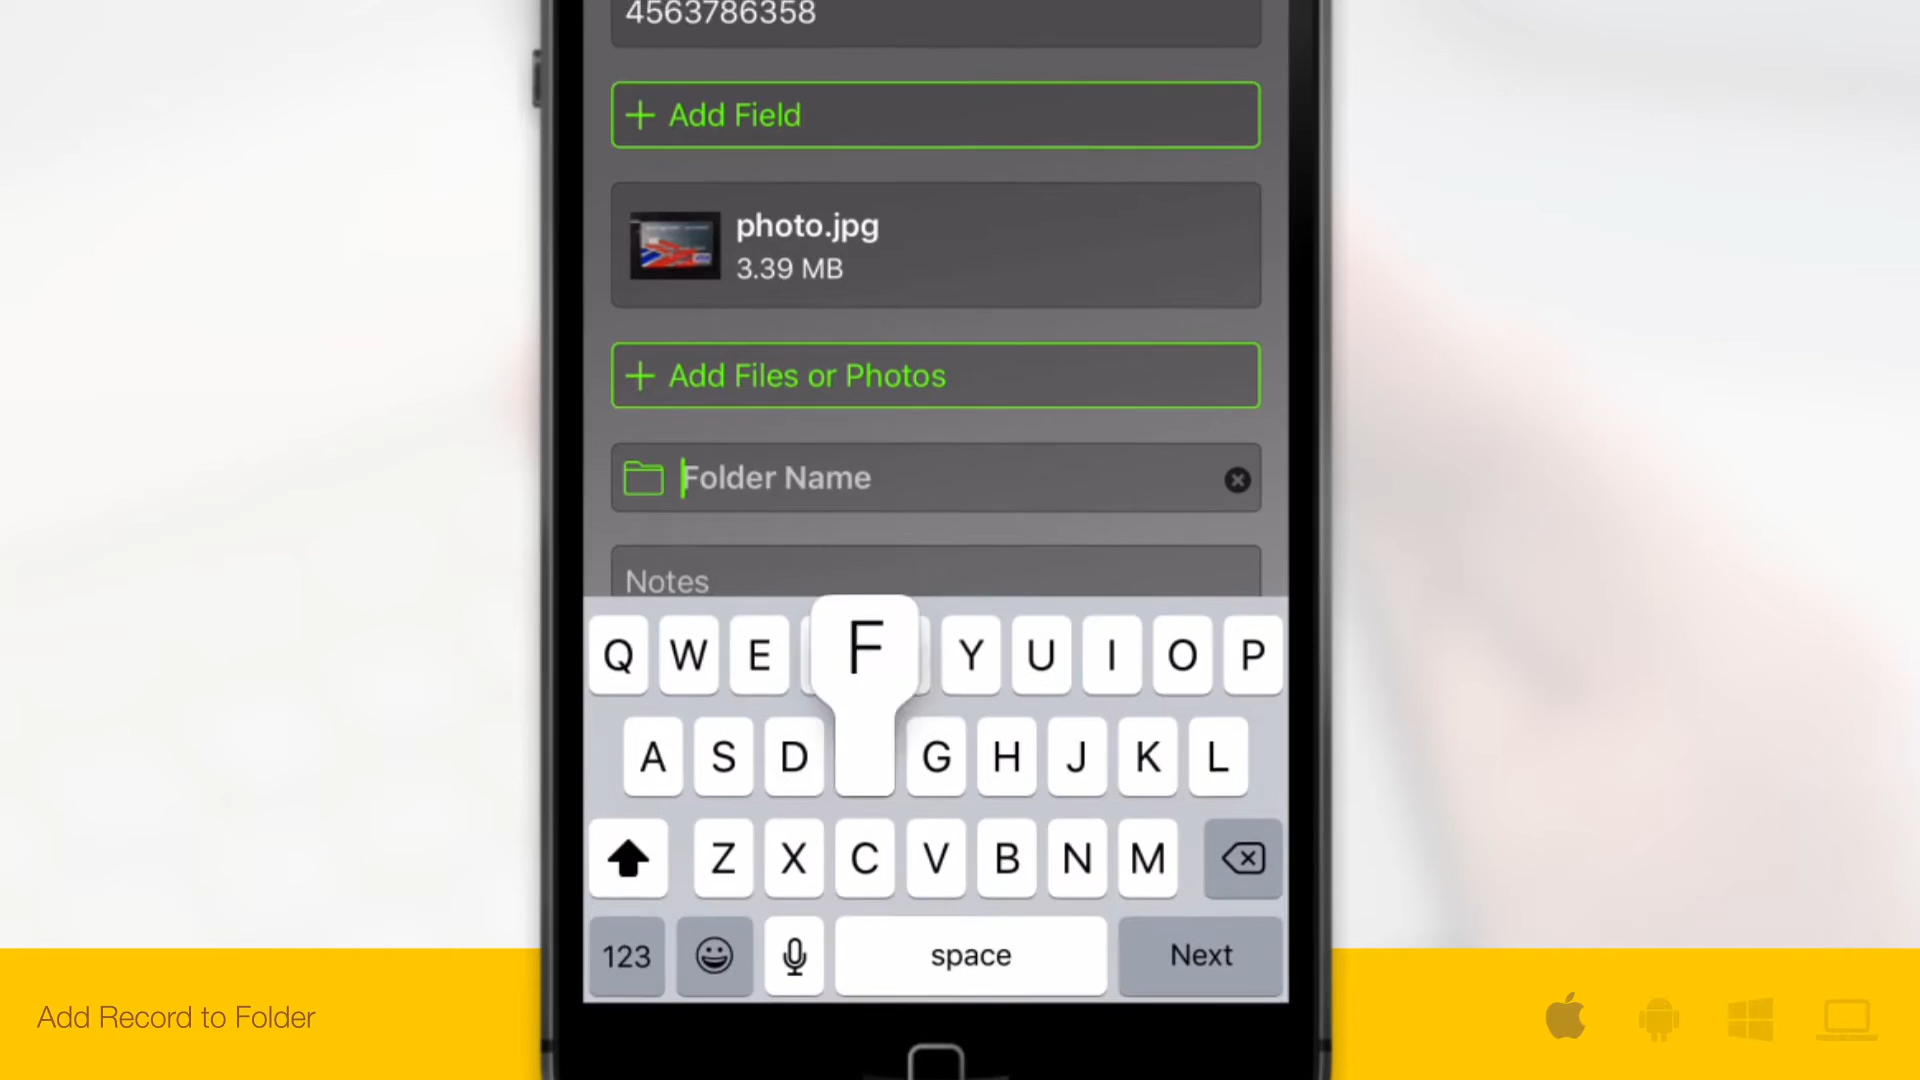 4563786358
+ Add Field
photo.jpg
3.39 MB
+ Add Files or Photos
Folder Name
Notes
Q W E F Y U I O P
A S D G H J K L
Z X C V B N M
123 space Next
Add Record to Folder